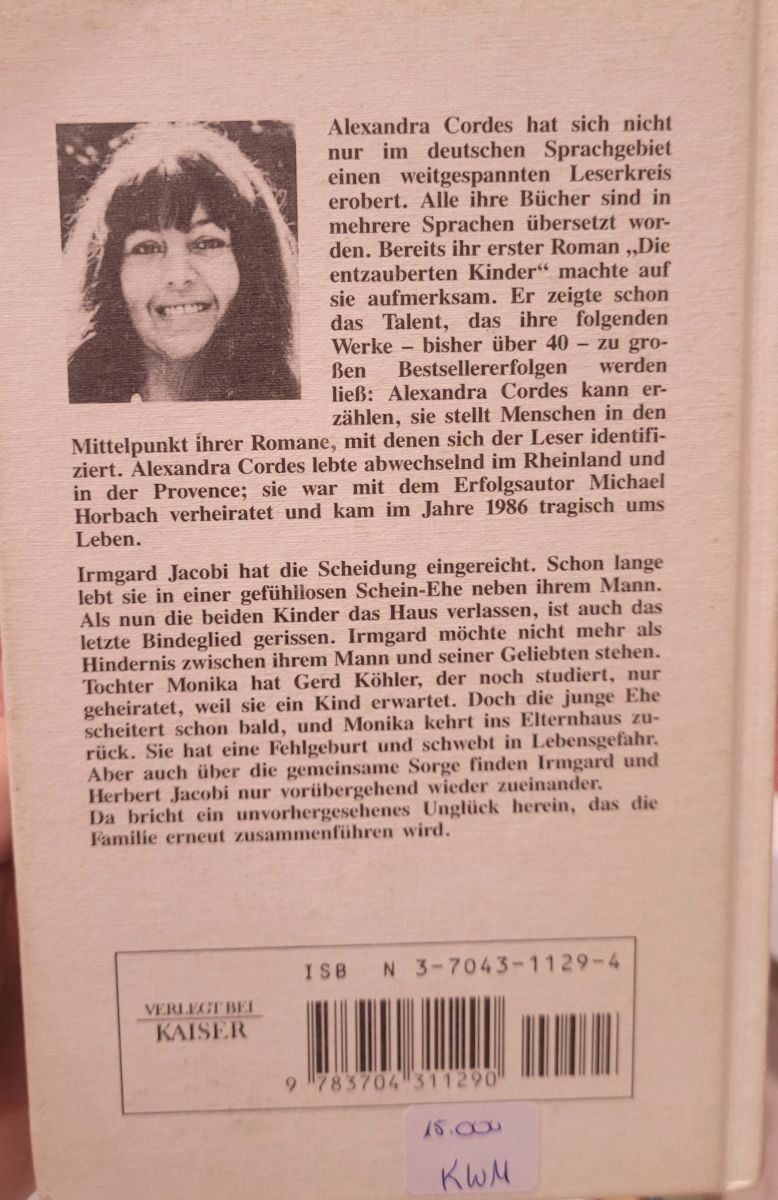 Alexandra Cordes hat sich nicht
nur im deutschen Sprachgebiet
einen weitgespannten Leserkreis
erobert. Alle ihre Bücher sind in
mehrere Sprachen übersetzt wor-
den. Bereits ihr erster Roman „Die
entzauberten Kinder“ machte auf
sie aufmerksam. Er zeigte schon
das Talent, das ihre folgenden
Werke – bisher über 40 – zu gro-
ßen Bestsellererfolgen werden
ließ: Alexandra Cordes kann er-
zählen, sie stellt Menschen in den
Mittelpunkt ihrer Romane, mit denen sich der Leser identifi-
ziert. Alexandra Cordes lebte abwechselnd im Rheinland und
in der Provence; sie war mit dem Erfolgsautor Michael
Horbach verheiratet und kam im Jahre 1986 tragisch ums
Leben.
Irmgard Jacobi hat die Scheidung eingereicht. Schon lange
lebt sie in einer gefühllosen Schein-Ehe neben ihrem Mann.
Als nun die beiden Kinder das Haus verlassen, ist auch das
letzte Bindeglied gerissen. Irmgard möchte nicht mehr als
Hindernis zwischen ihrem Mann und seiner Geliebten stehen.
Tochter Monika hat Gerd Köhler, der noch studiert, nur
geheiratet, weil sie ein Kind erwartet. Doch die junge Ehe
scheitert schon bald, und Monika kehrt ins Elternhaus zu-
rück. Sie hat eine Fehlgeburt und schwebt in Lebensgefahr.
Aber auch über die gemeinsame Sorge finden Irmgard und
Herbert Jacobi nur vorübergehend wieder zueinander.
Da bricht ein unvorhergesehenes Unglück herein, das die
Familie erneut zusammenführen wird.
ISB N 3-7043-1129-4
VERLEGT BEI
KAISER
9 783704 311290
15.000
KWM